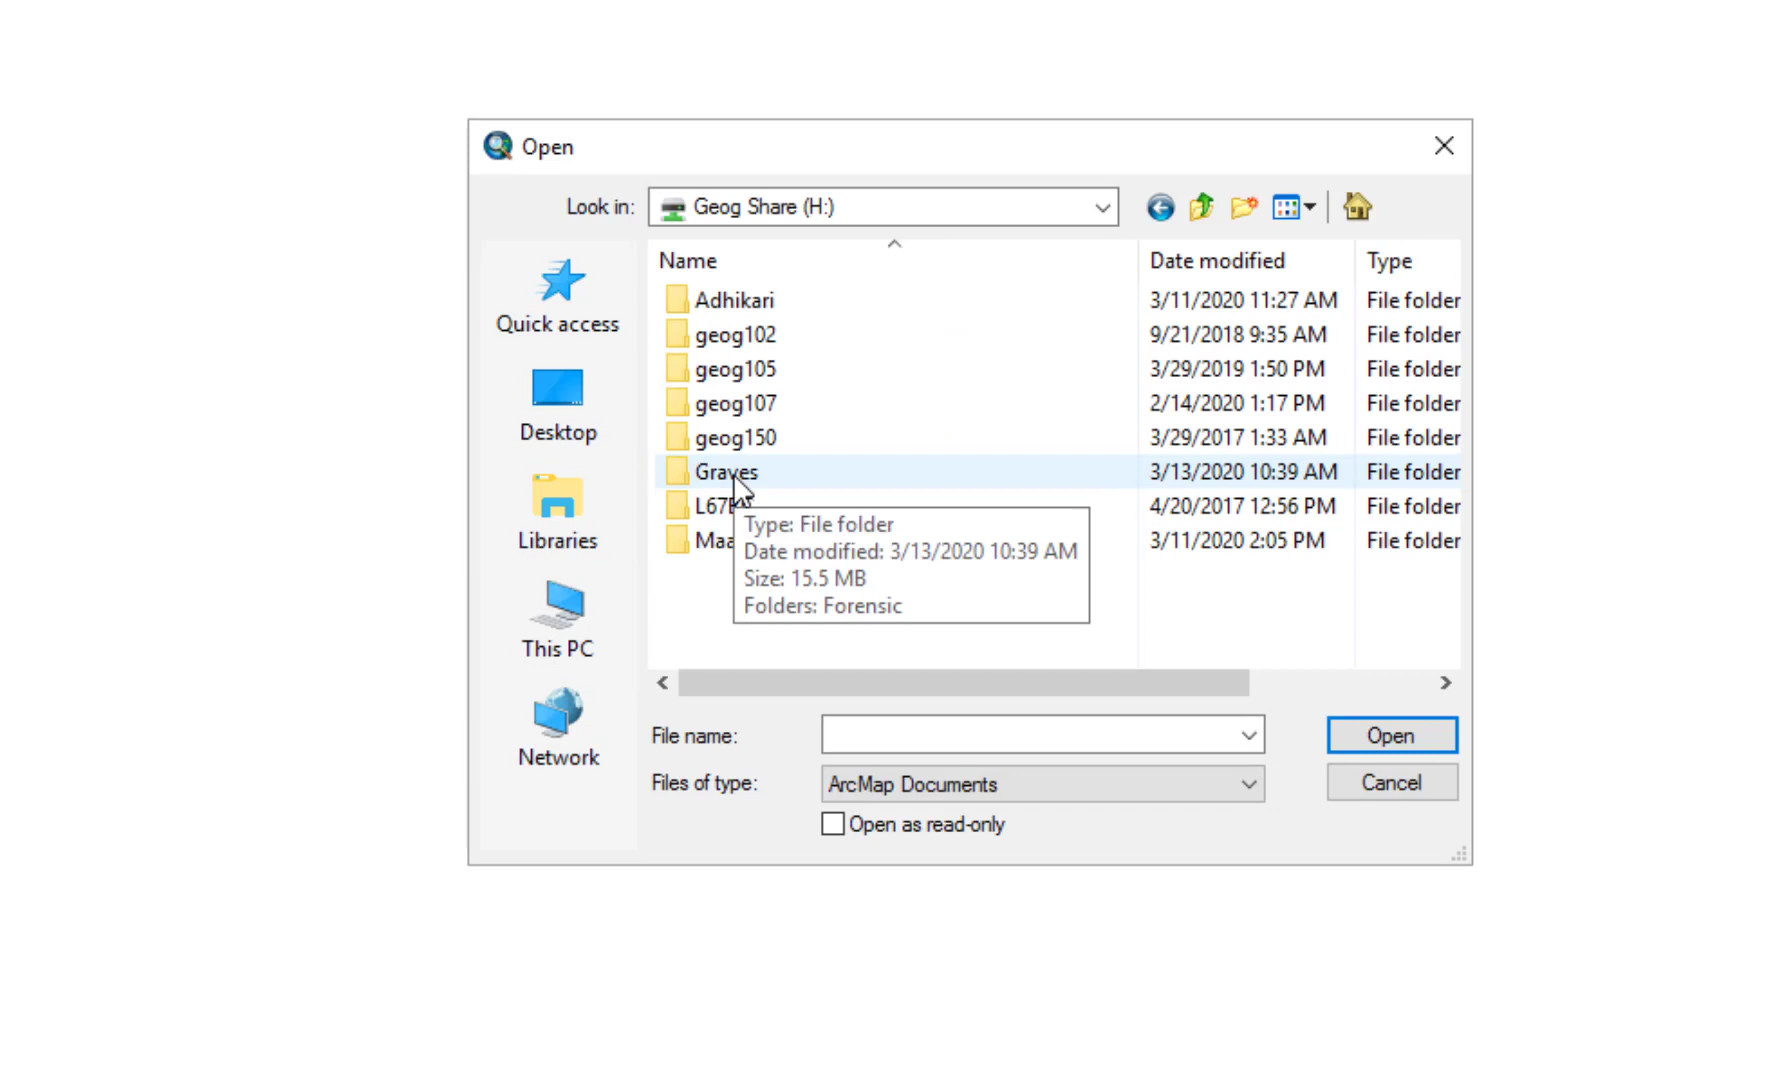 Open
Look in: Geog Share (H:)
Name Date modified Type
Adhikari 3/11/2020 11:27 AM File folder
geog102 9/21/2018 9:35 AM File folder
geog105 3/29/2019 1:50 PM File folder
geog107 2/14/2020 1:17 PM File folder
geog150 3/29/2017 1:33 AM File folder
Graves 3/13/2020 10:39 AM File folder
4/20/2017 12:56 PM File folder
3/11/2020 2:05 PM File folder
Type: File folder
Date modified: 3/13/2020 10:39 AM
Size: 15.5 MB
Folders: Forensic
Quick access
Desktop
Libraries
This PC
Network
File name: Open
Files of type: ArcMap Documents Cancel
Open as read-only